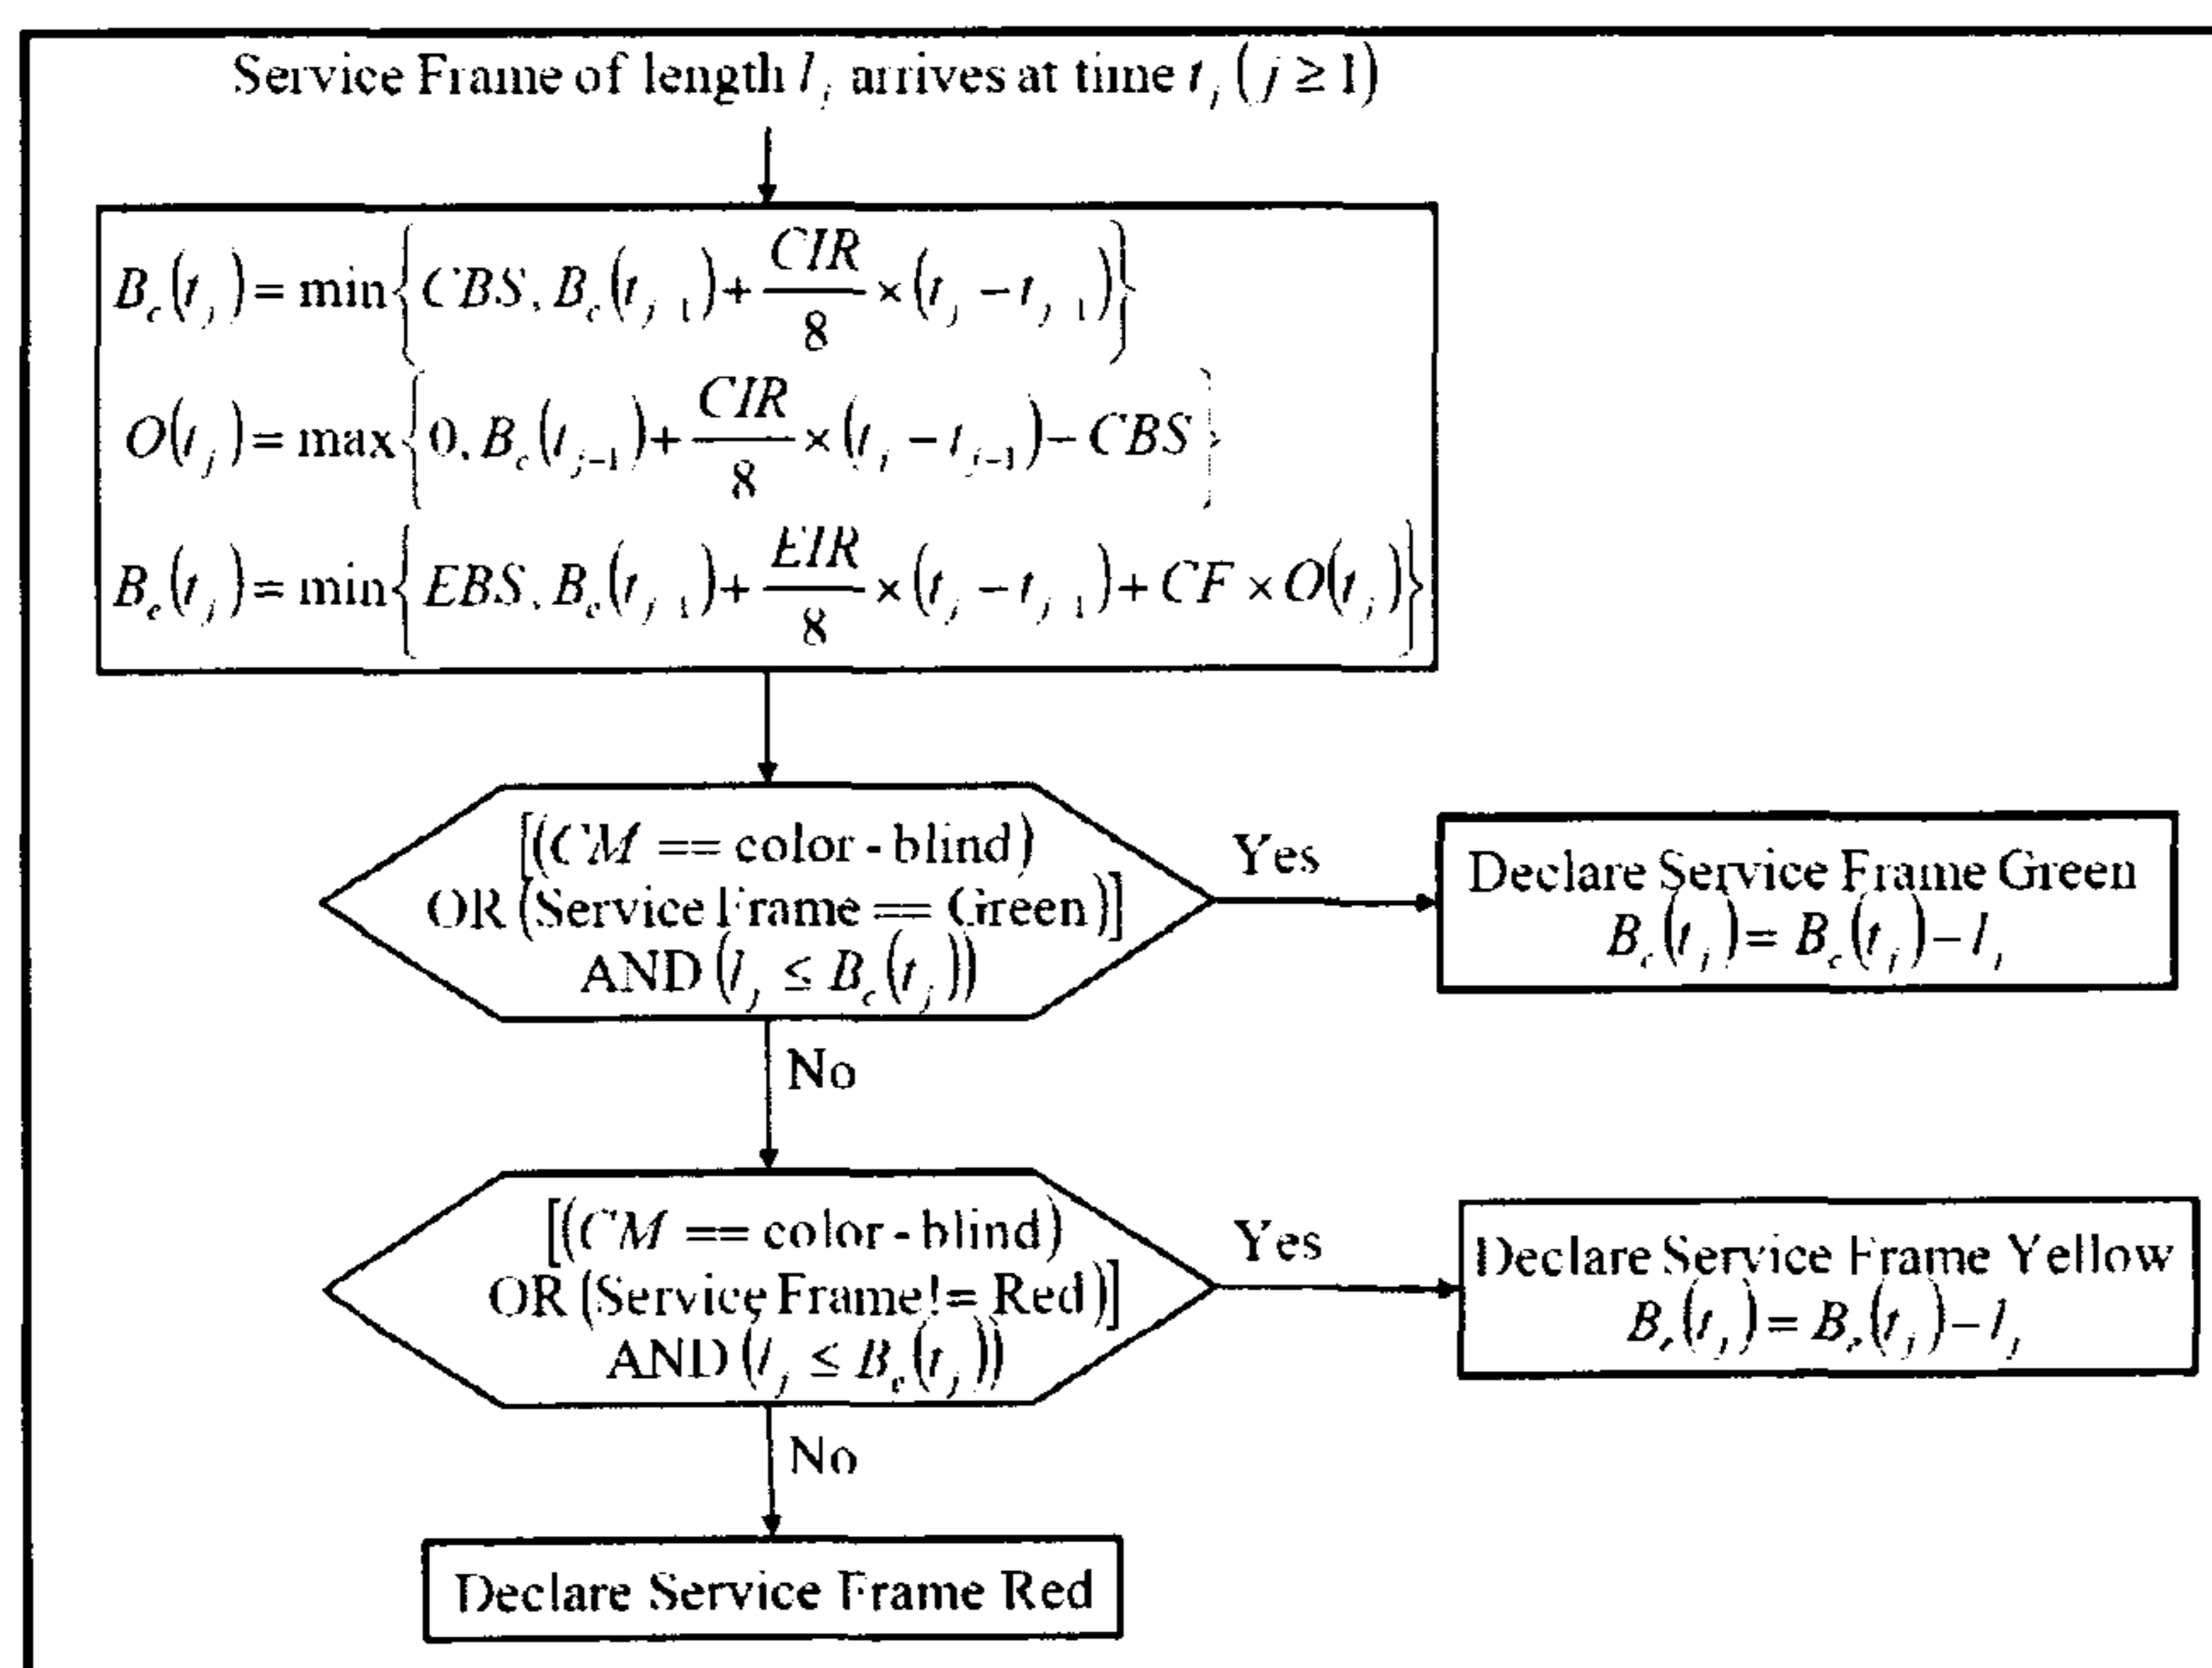 Service Frame of length l_j arrives at time t_j (j ≥ 1)
B_c(t_j) = min{CBS, B_c(t_{j-1}) + CIR/8 × (t_j − t_{j-1})}
O(t_j) = max{0, B_c(t_{j-1}) + CIR/8 × (t_j − t_{j-1}) − CBS}
B_e(t_j) = min{EBS, B_e(t_{j-1}) + EIR/8 × (t_j − t_{j-1}) + CF × O(t_j)}
[(CM == color-blind)
OR (Service Frame == Green)]
AND (l_j ≤ B_c(t_j))
Yes
Declare Service Frame Green
B_c(t_j) = B_c(t_j) − l_j
No
[(CM == color-blind)
OR (Service Frame != Red)]
AND (l_j ≤ B_e(t_j))
Yes
Declare Service Frame Yellow
B_e(t_j) = B_e(t_j) − l_j
No
Declare Service Frame Red